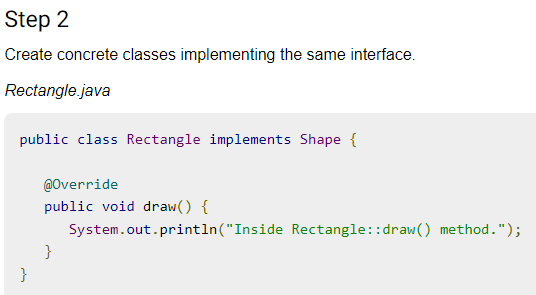 Step 2
Create concrete classes implementing the same interface.
Rectangle.java
public class Rectangle implements Shape {
@Override
public void draw() {
System.out.println("Inside Rectangle::draw() method.");
}
}